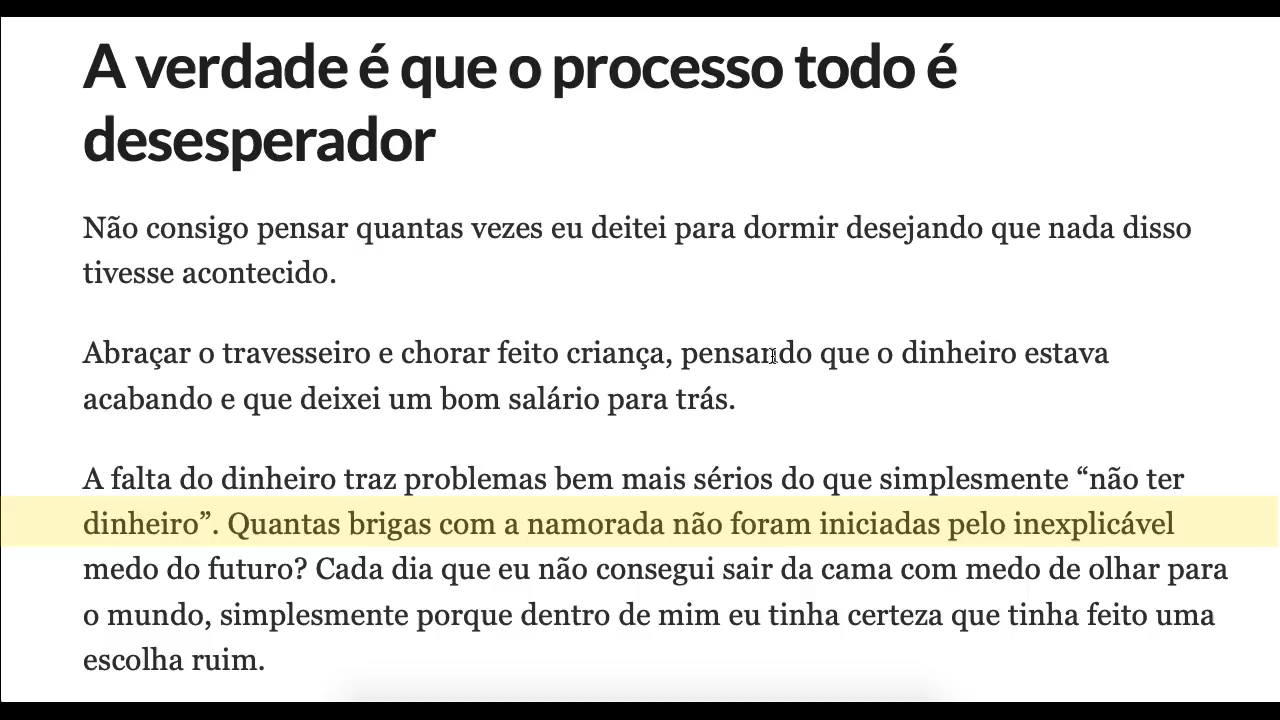 A verdade é que o processo todo é
desesperador
Não consigo pensar quantas vezes eu deitei para dormir desejando que nada disso
tivesse acontecido.
Abraçar o travesseiro e chorar feito criança, pensando que o dinheiro estava
acabando e que deixei um bom salário para trás.
A falta do dinheiro traz problemas bem mais sérios do que simplesmente “não ter
dinheiro”. Quantas brigas com a namorada não foram iniciadas pelo inexplicável
medo do futuro? Cada dia que eu não consegui sair da cama com medo de olhar para
o mundo, simplesmente porque dentro de mim eu tinha certeza que tinha feito uma
escolha ruim.